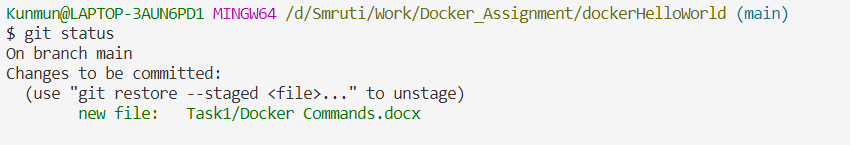 Kunmun@LAPTOP-3AUN6PD1 MINGW64 /d/Smruti/Work/Docker_Assignment/dockerHelloWorld (main)
$ git status
On branch main
Changes to be committed:
  (use "git restore --staged <file>..." to unstage)
        new file:   Task1/Docker Commands.docx